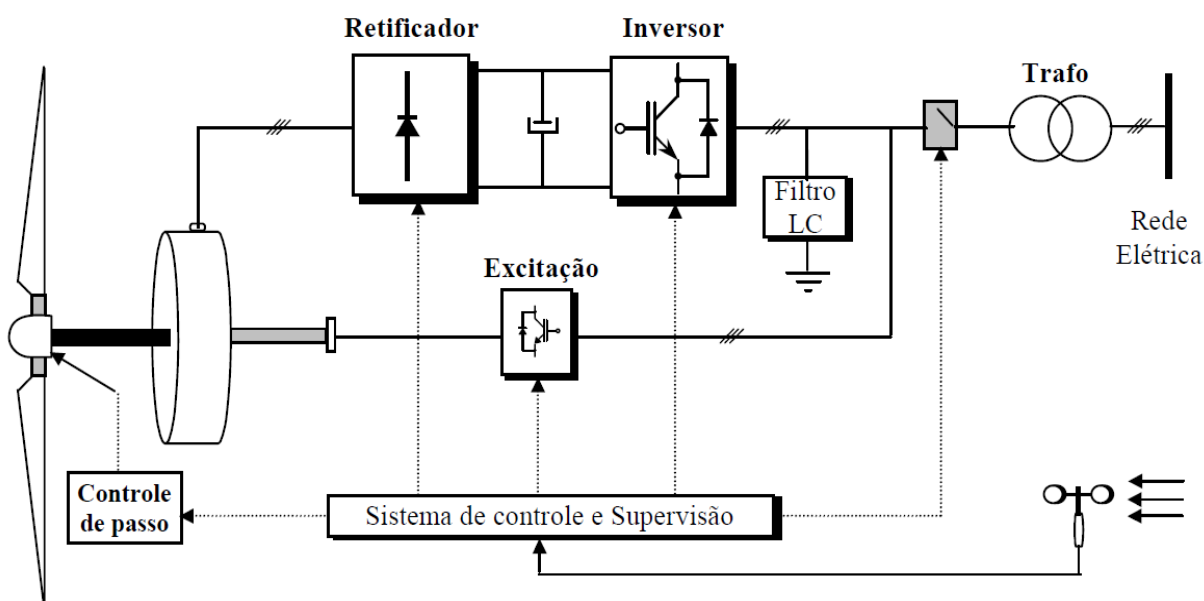 Retificador
Inversor
Trafo
Filtro
LC
Rede
Elétrica
Excitação
Controle
de passo
Sistema de controle e Supervisão